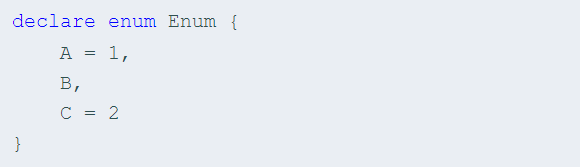 declare enum Enum {
    A = 1,
    B,
    C = 2
}